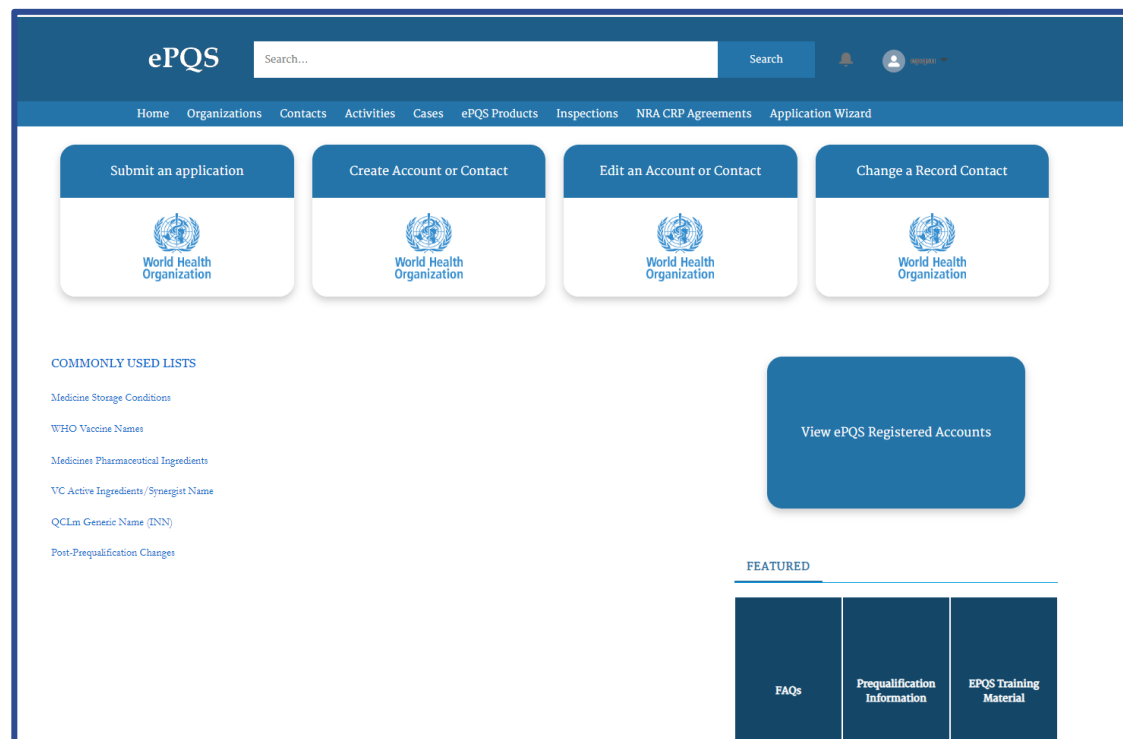 ePQS
Search...
Search
Home Organizations Contacts Activities Cases ePQS Products Inspections NRA CRP Agreements Application Wizard
Submit an application
Create Account or Contact
Edit an Account or Contact
Change a Record Contact
World Health
Organization
World Health
Organization
World Health
Organization
World Health
Organization
COMMONLY USED LISTS
Medicine Storage Conditions
WHO Vaccine Names
Medicines Pharmaceutical Ingredients
VC Active Ingredients/Synergist Name
QCLm Generic Name (INN)
Post-Prequalification Changes
View ePQS Registered Accounts
FEATURED
FAQs
Prequalification
Information
EPQS Training
Material